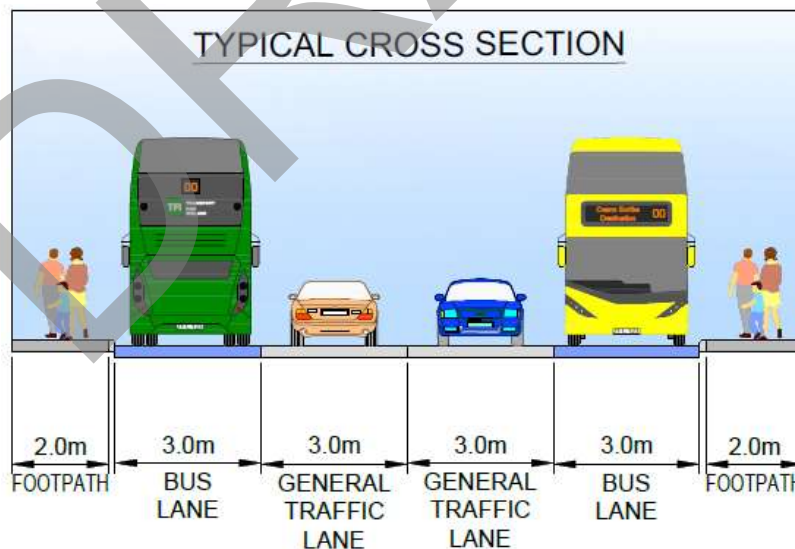 TYPICAL CROSS SECTION
00
TFI
00
2.0m
3.0m
3.0m
3.0m
3.0m
2.0m
FOOTPATH
BUS
LANE
GENERAL
TRAFFIC
LANE
GENERAL
TRAFFIC
LANE
BUS
LANE
FOOTPATH